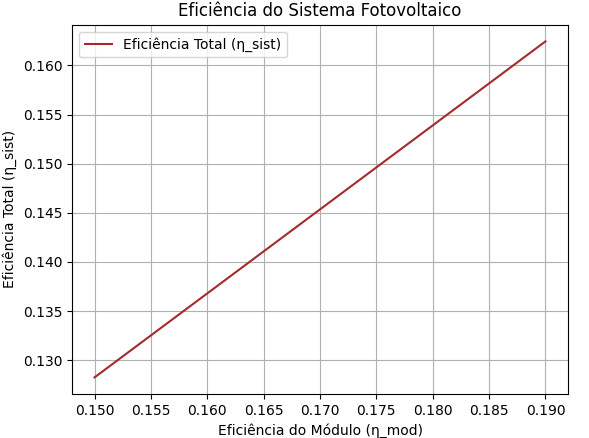 Eficiência do Sistema Fotovoltaico
Eficiência Total (η_sist)
0.160
0.155
0.150
0.145
0.140
0.135
0.130
Eficiência Total (η_sist)
0.150 0.155 0.160 0.165 0.170 0.175 0.180 0.185 0.190
Eficiência do Módulo (η_mod)